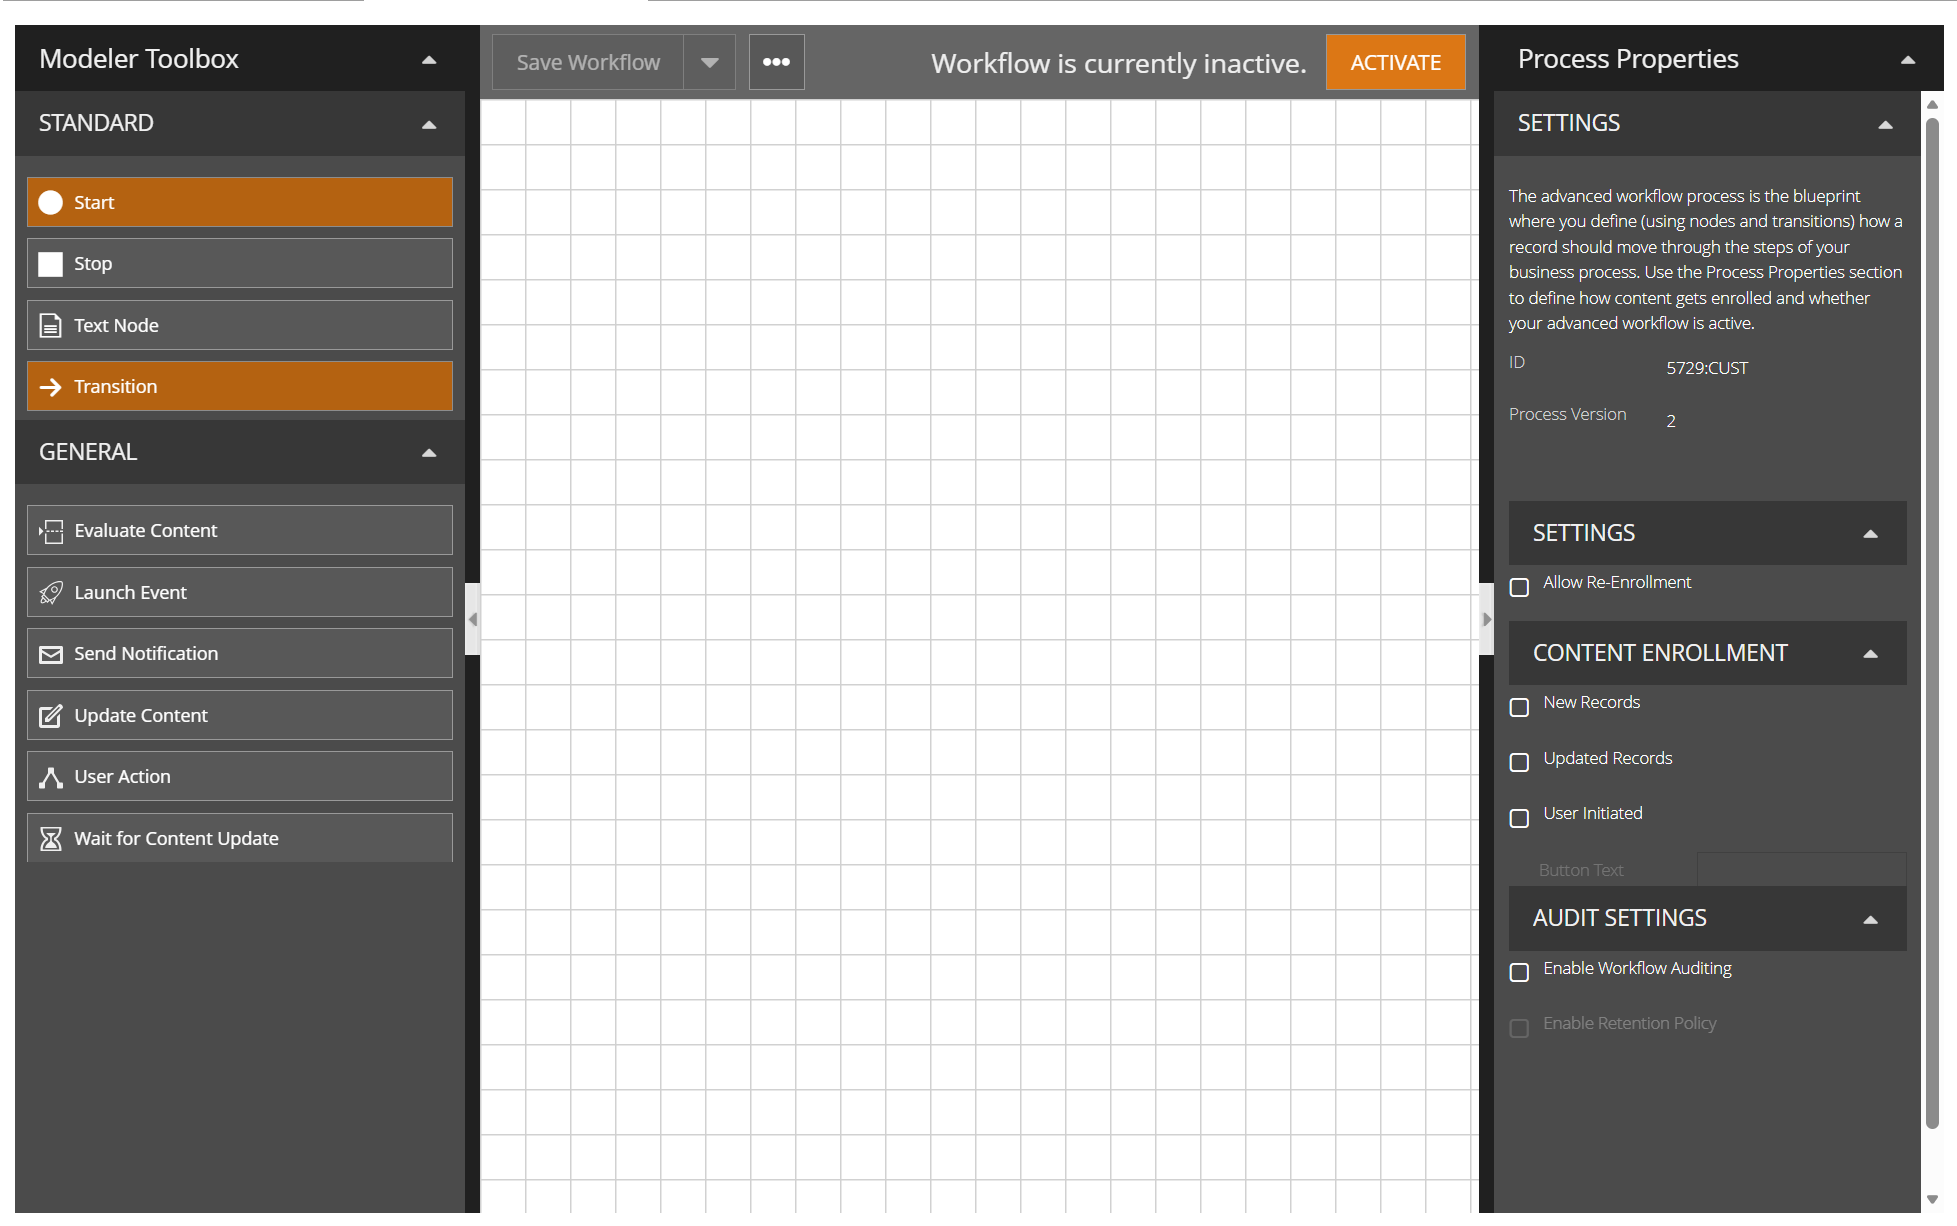 Modeler Toolbox
STANDARD
Start
Stop
Text Node
Transition
GENERAL
Evaluate Content
Launch Event
Send Notification
Update Content
User Action
Wait for Content Update
Save Workflow
Workflow is currently inactive.
ACTIVATE
Process Properties
SETTINGS
The advanced workflow process is the blueprint
where you define (using nodes and transitions) how a
record should move through the steps of your
business process. Use the Process Properties section
to define how content gets enrolled and whether
your advanced workflow is active.
ID 5729:CUST
Process Version 2
SETTINGS
Allow Re-Enrollment
CONTENT ENROLLMENT
New Records
Updated Records
User Initiated
Button Text
AUDIT SETTINGS
Enable Workflow Auditing
Enable Retention Policy